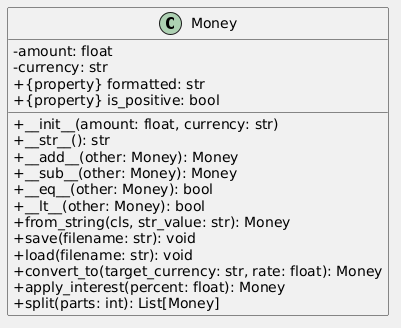 C Money
-amount: float
-currency: str
+{property} formatted: str
+{property} is_positive: bool
+__init__(amount: float, currency: str)
+__str__(): str
+__add__(other: Money): Money
+__sub__(other: Money): Money
+__eq__(other: Money): bool
+__lt__(other: Money): bool
+from_string(cls, str_value: str): Money
+save(filename: str): void
+load(filename: str): void
+convert_to(target_currency: str, rate: float): Money
+apply_interest(percent: float): Money
+split(parts: int): List[Money]